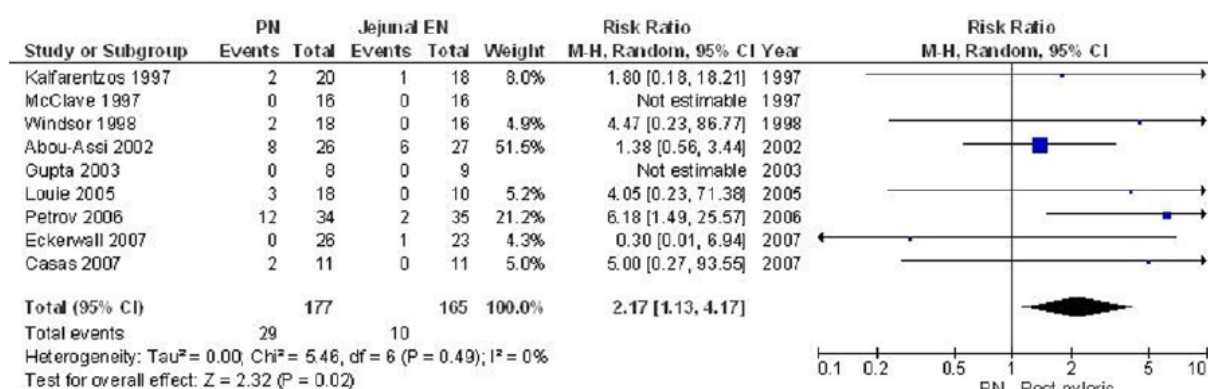 PN Jejunal EN Risk Ratio Risk Ratio
Study or Subgroup Events Total Events Total Weight M-H, Random, 95% CI Year M-H, Random, 95% CI
Kalfarentzos 1997 2 20 1 18 8.0% 1.80 [0.18, 18.21] 1997
McClave 1997 0 16 0 16 Not estimable 1997
Windsor 1998 2 18 0 16 4.9% 4.47 [0.23, 86.77] 1998
Abou-Assi 2002 8 26 6 27 51.5% 1.38 [0.56, 3.44] 2002
Gupta 2003 0 8 0 9 Not estimable 2003
Louie 2005 3 18 0 10 5.2% 4.05 [0.23, 71.38] 2005
Petrov 2006 12 34 2 35 21.2% 6.18 [1.49, 25.57] 2006
Eckerwall 2007 0 26 1 23 4.3% 0.30 [0.01, 6.94] 2007
Casas 2007 2 11 0 11 5.0% 5.00 [0.27, 93.55] 2007
Total (95% CI) 177 165 100.0% 2.17 [1.13, 4.17]
Total events 29 10
Heterogeneity: Tau² = 0.00; Chi² = 5.46, df = 6 (P = 0.49); I² = 0%
Test for overall effect: Z = 2.32 (P = 0.02)
0.1 0.2 0.5 1 2 5 10
PN Post-pyloric